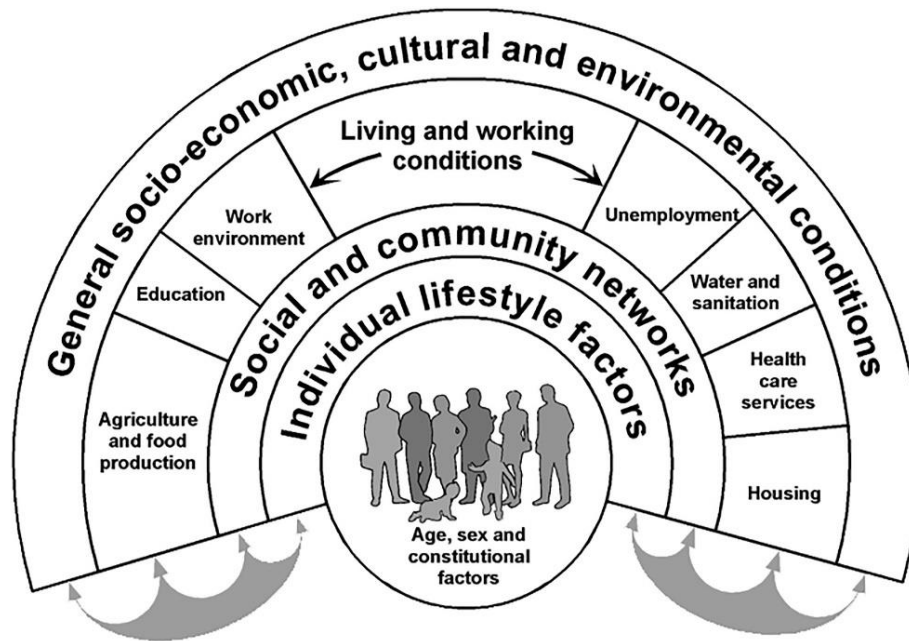 General socio-economic, cultural and environmental conditions
Living and working
conditions
Work
environment
Unemployment
Education
Water and
sanitation
Agriculture
and food
production
Health
care
services
Housing
Social and community networks
Individual lifestyle factors
Age, sex and
constitutional
factors